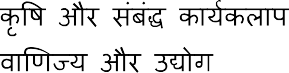 कृषि और संबंद्ध कार्यकलाप
वाणिज्य और उद्योग